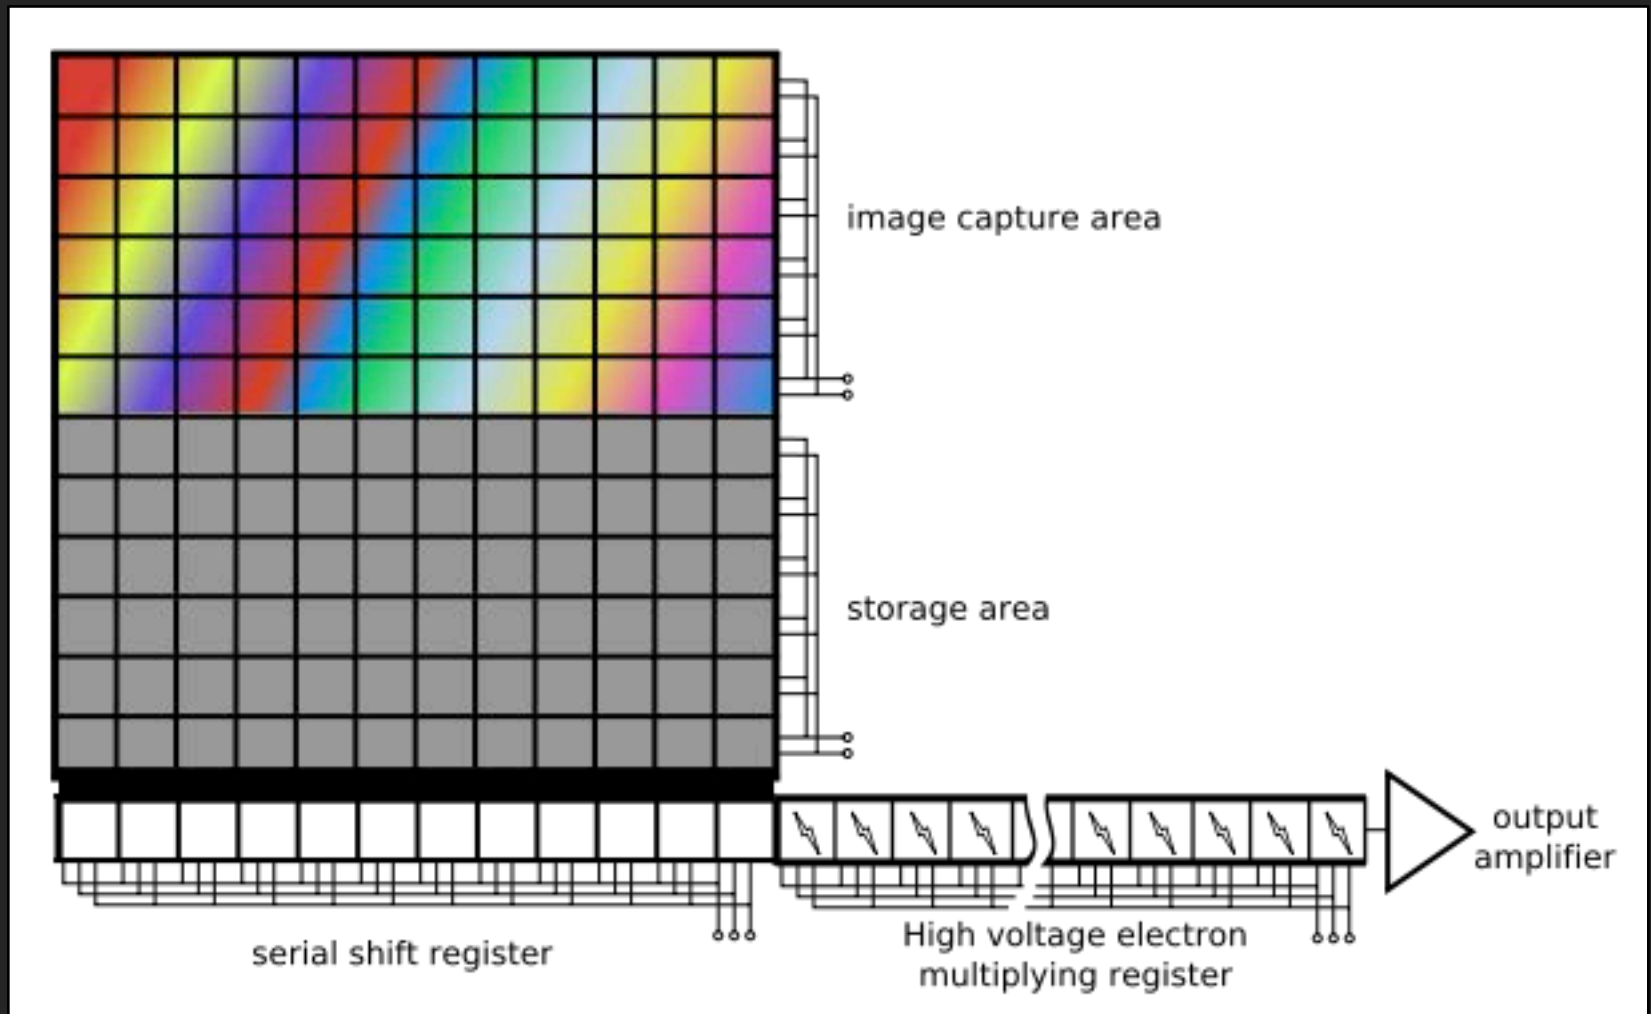 image capture area
storage area
output
amplifier
serial shift register
High voltage electron
multiplying register